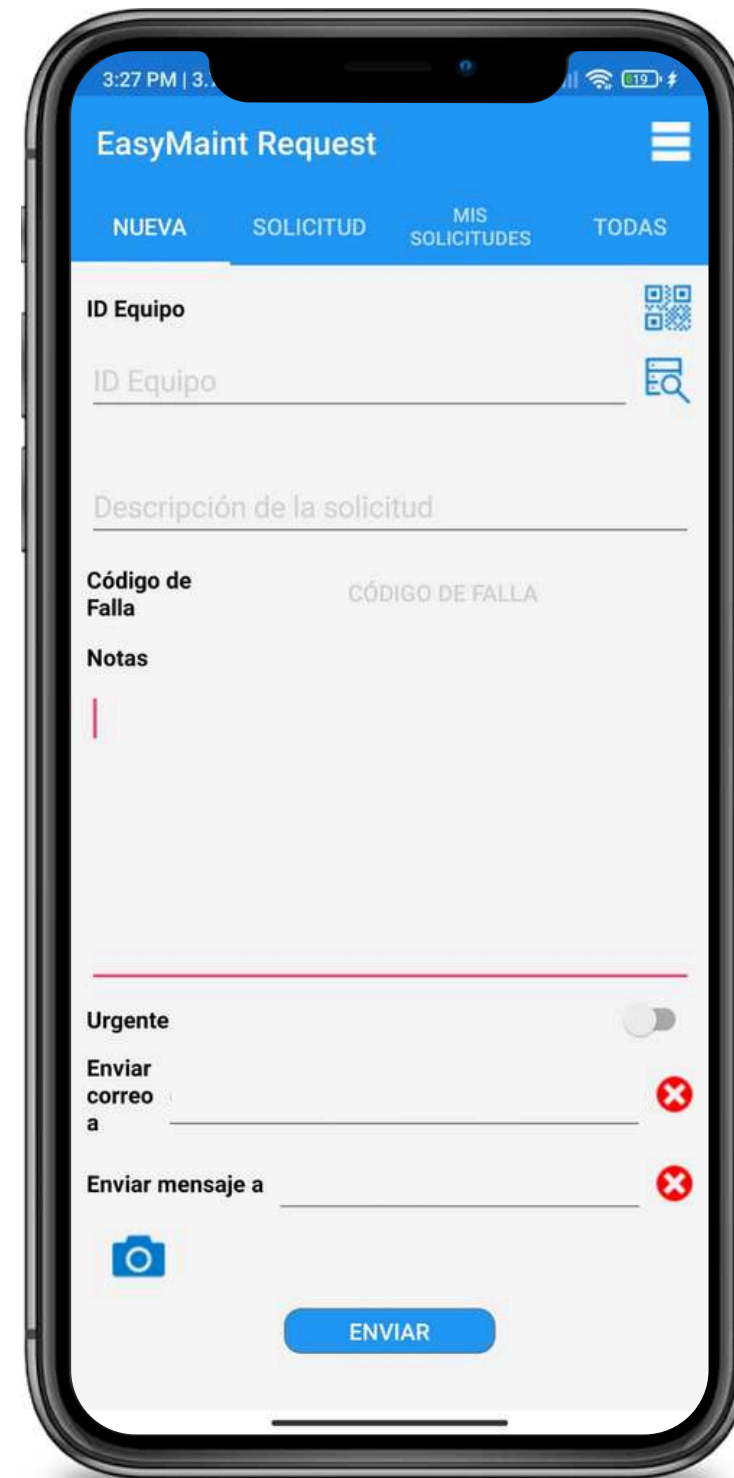 3:27 PM | 3.
19
EasyMaint Request
NUEVA SOLICITUD MIS SOLICITUDES TODAS
ID Equipo
ID Equipo
Descripción de la solicitud
Código de
Falla
CÓDIGO DE FALLA
Notas
Urgente
Enviar
correo
a
Enviar mensaje a
ENVIAR